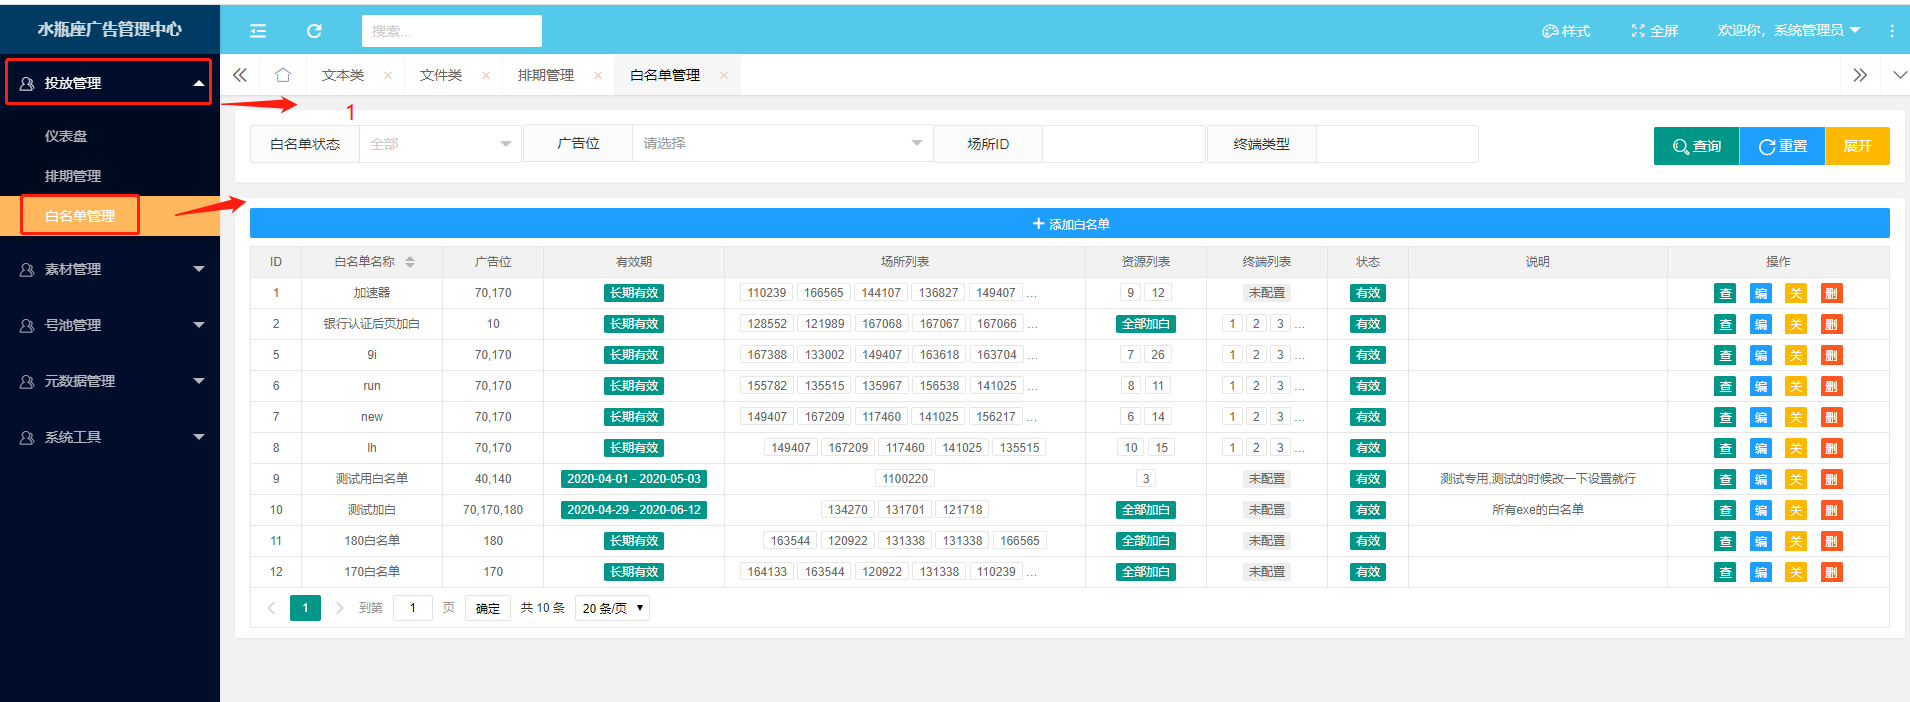 水瓶座广告管理中心
搜索...
样式
全屏
欢迎你，系统管理员
投放管理
仪表盘
排期管理
白名单管理
素材管理
号池管理
元数据管理
系统工具
文本类 × 文件类 × 排期管理 × 白名单管理 ×
1
白名单状态 全部 广告位 请选择 场所ID 终端类型 查询 重置 展开
+ 添加白名单
ID 白名单名称 广告位 有效期 场所列表 资源列表 终端列表 状态 说明 操作
1 加速器 70,170 长期有效 110239 166565 144107 136827 149407 ... 9 12 未配置 有效 查 编 关 删
2 银行认证后页加白 10 长期有效 128552 121989 167068 167067 167066 ... 全部加白 1 2 3 ... 有效 查 编 关 删
5 9i 70,170 长期有效 167388 133002 149407 163618 163704 ... 7 26 1 2 3 ... 有效 查 编 关 删
6 run 70,170 长期有效 155782 135515 135967 156538 141025 ... 8 11 1 2 3 ... 有效 查 编 关 删
7 new 70,170 长期有效 149407 167209 117460 141025 156217 ... 6 14 1 2 3 ... 有效 查 编 关 删
8 lh 70,170 长期有效 149407 167209 117460 141025 135515 10 15 1 2 3 ... 有效 查 编 关 删
9 测试用白名单 40,140 2020-04-01 - 2020-05-03 1100220 3 未配置 有效 测试专用,测试的时候改一下设置就行 查 编 关 删
10 测试加白 70,170,180 2020-04-29 - 2020-06-12 134270 131701 121718 全部加白 未配置 有效 所有exe的白名单 查 编 关 删
11 180白名单 180 长期有效 163544 120922 131338 131338 166565 全部加白 未配置 有效 查 编 关 删
12 170白名单 170 长期有效 164133 163544 120922 131338 110239 ... 全部加白 未配置 有效 查 编 关 删
1 到第 1 页 确定 共 10 条 20 条/页